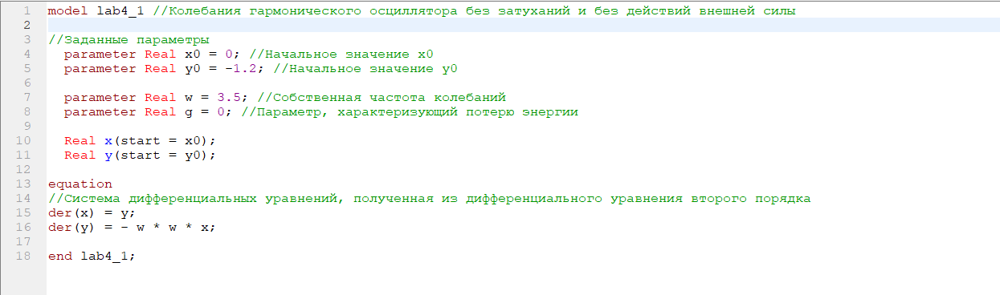 1 model lab4_1 //Колебания гармонического осциллятора без затуханий и без действий внешней силы
2
3 //Заданные параметры
4 parameter Real x0 = 0; //Начальное значение x0
5 parameter Real y0 = -1.2; //Начальное значение y0
6
7 parameter Real w = 3.5; //Собственная частота колебаний
8 parameter Real g = 0; //Параметр, характеризующий потерю энергии
9
10 Real x(start = x0);
11 Real y(start = y0);
12
13 equation
14 //Система дифференциальных уравнений, полученная из дифференциального уравнения второго порядка
15 der(x) = y;
16 der(y) = - w * w * x;
17
18 end lab4_1;